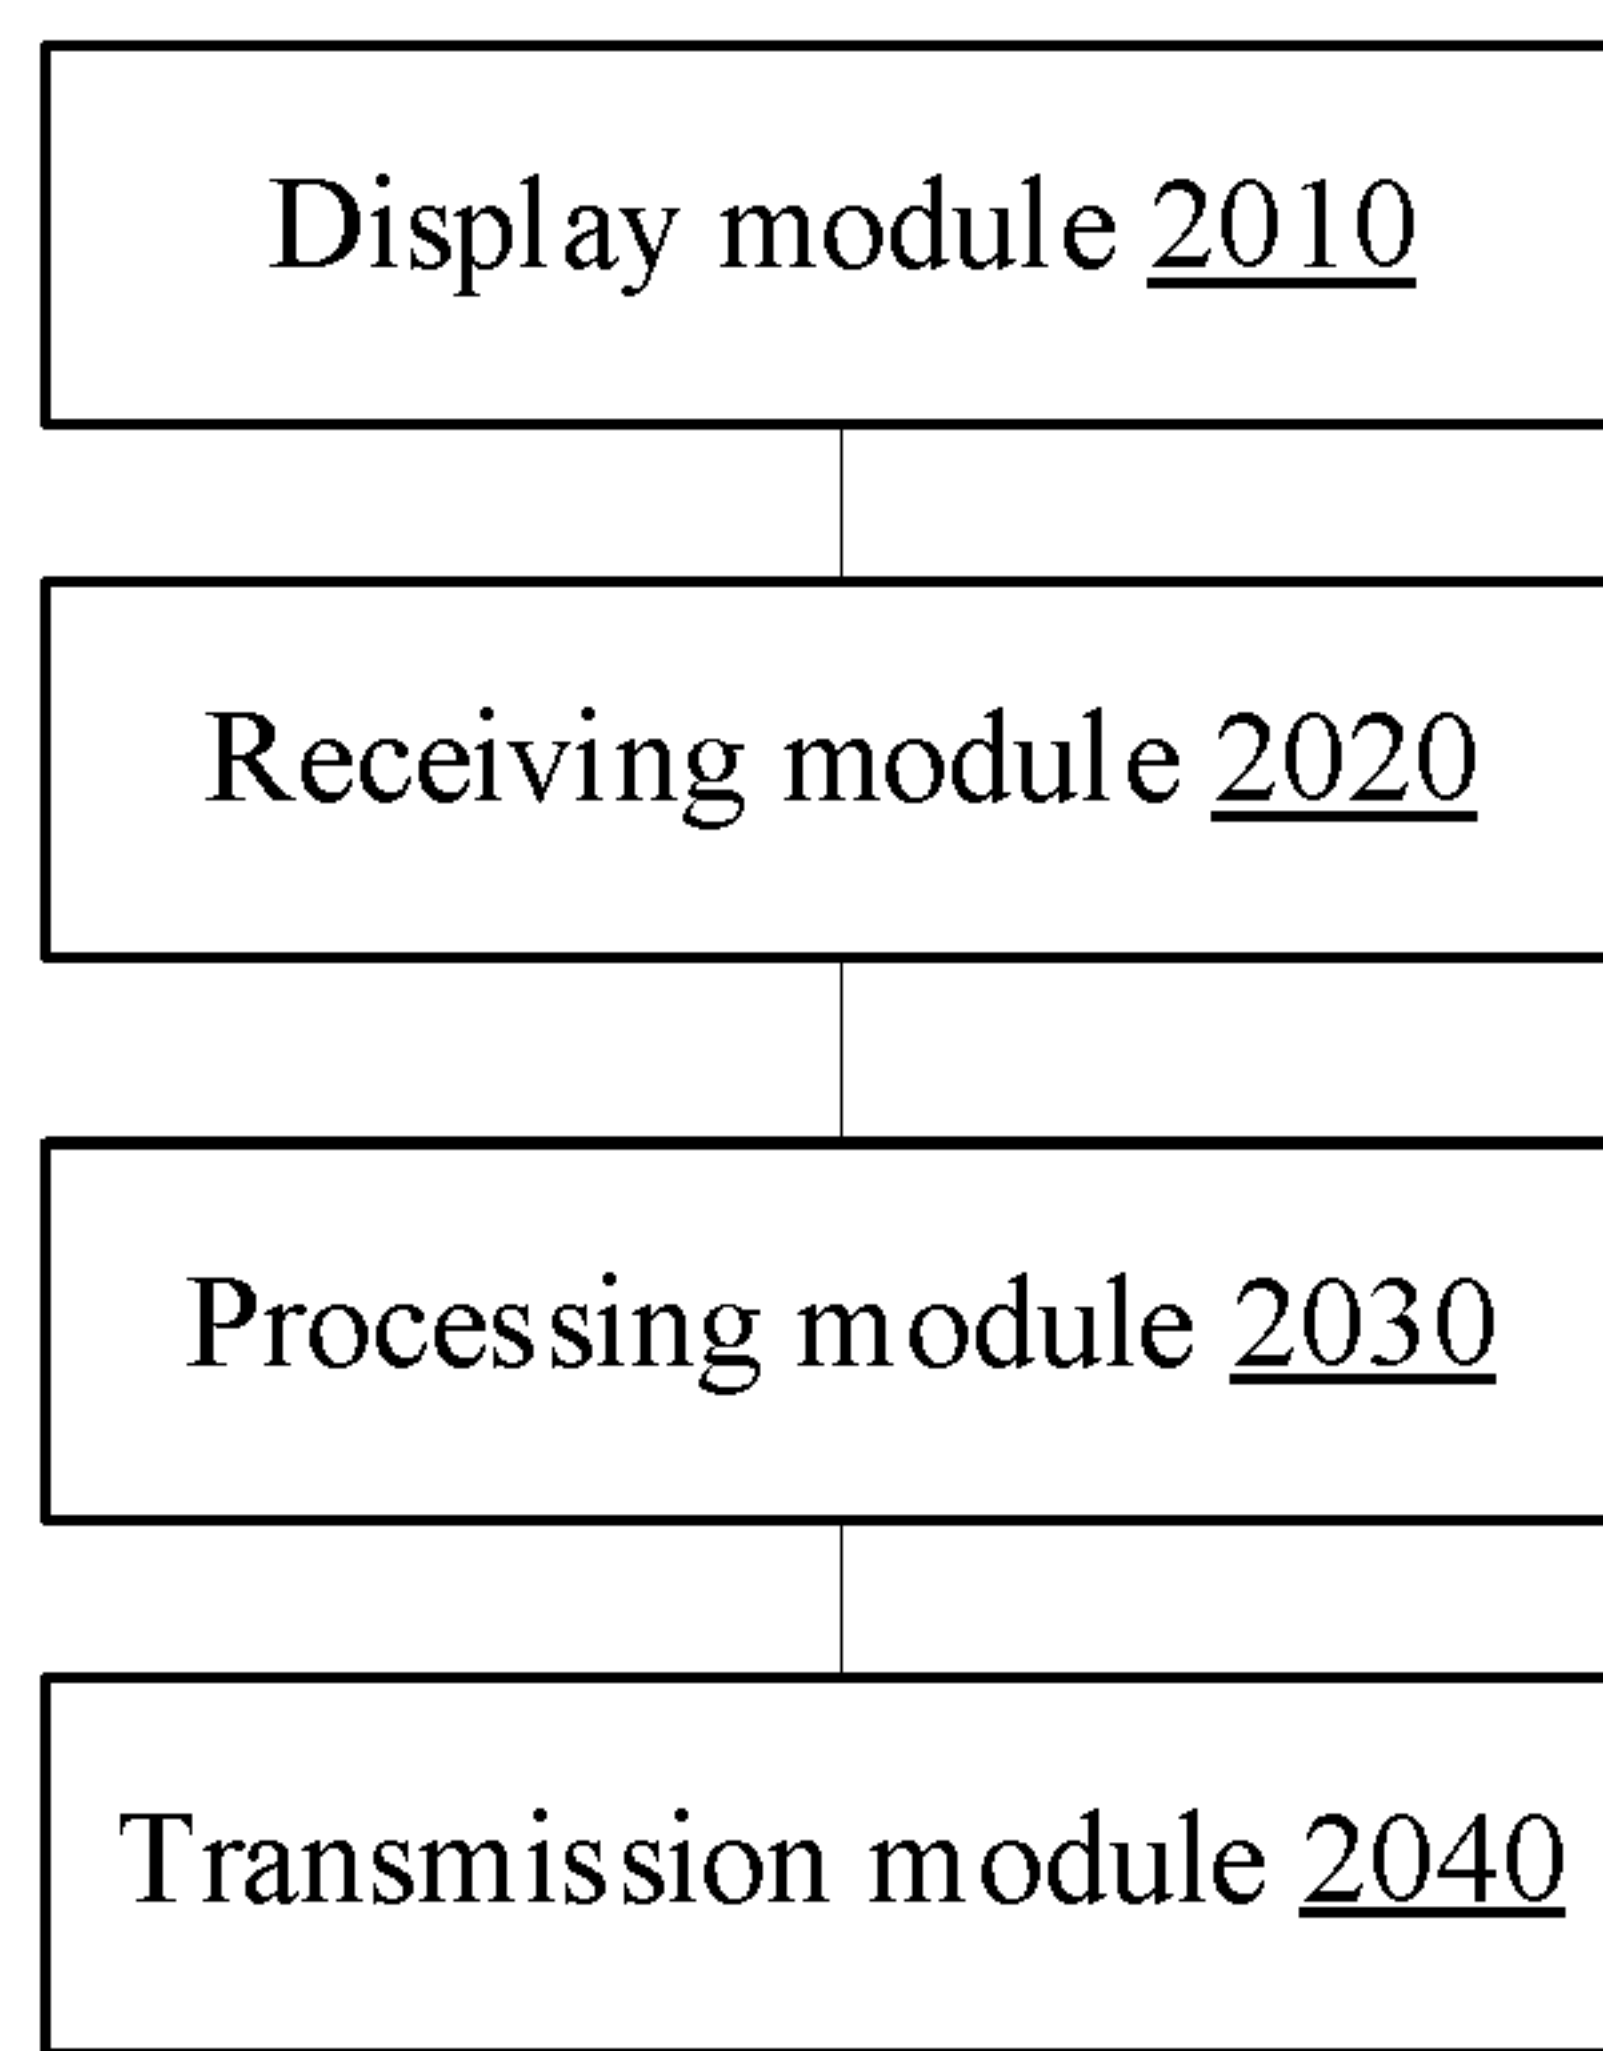 Display module 2010
Receiving module 2020
Processing module 2030
Transmission module 2040